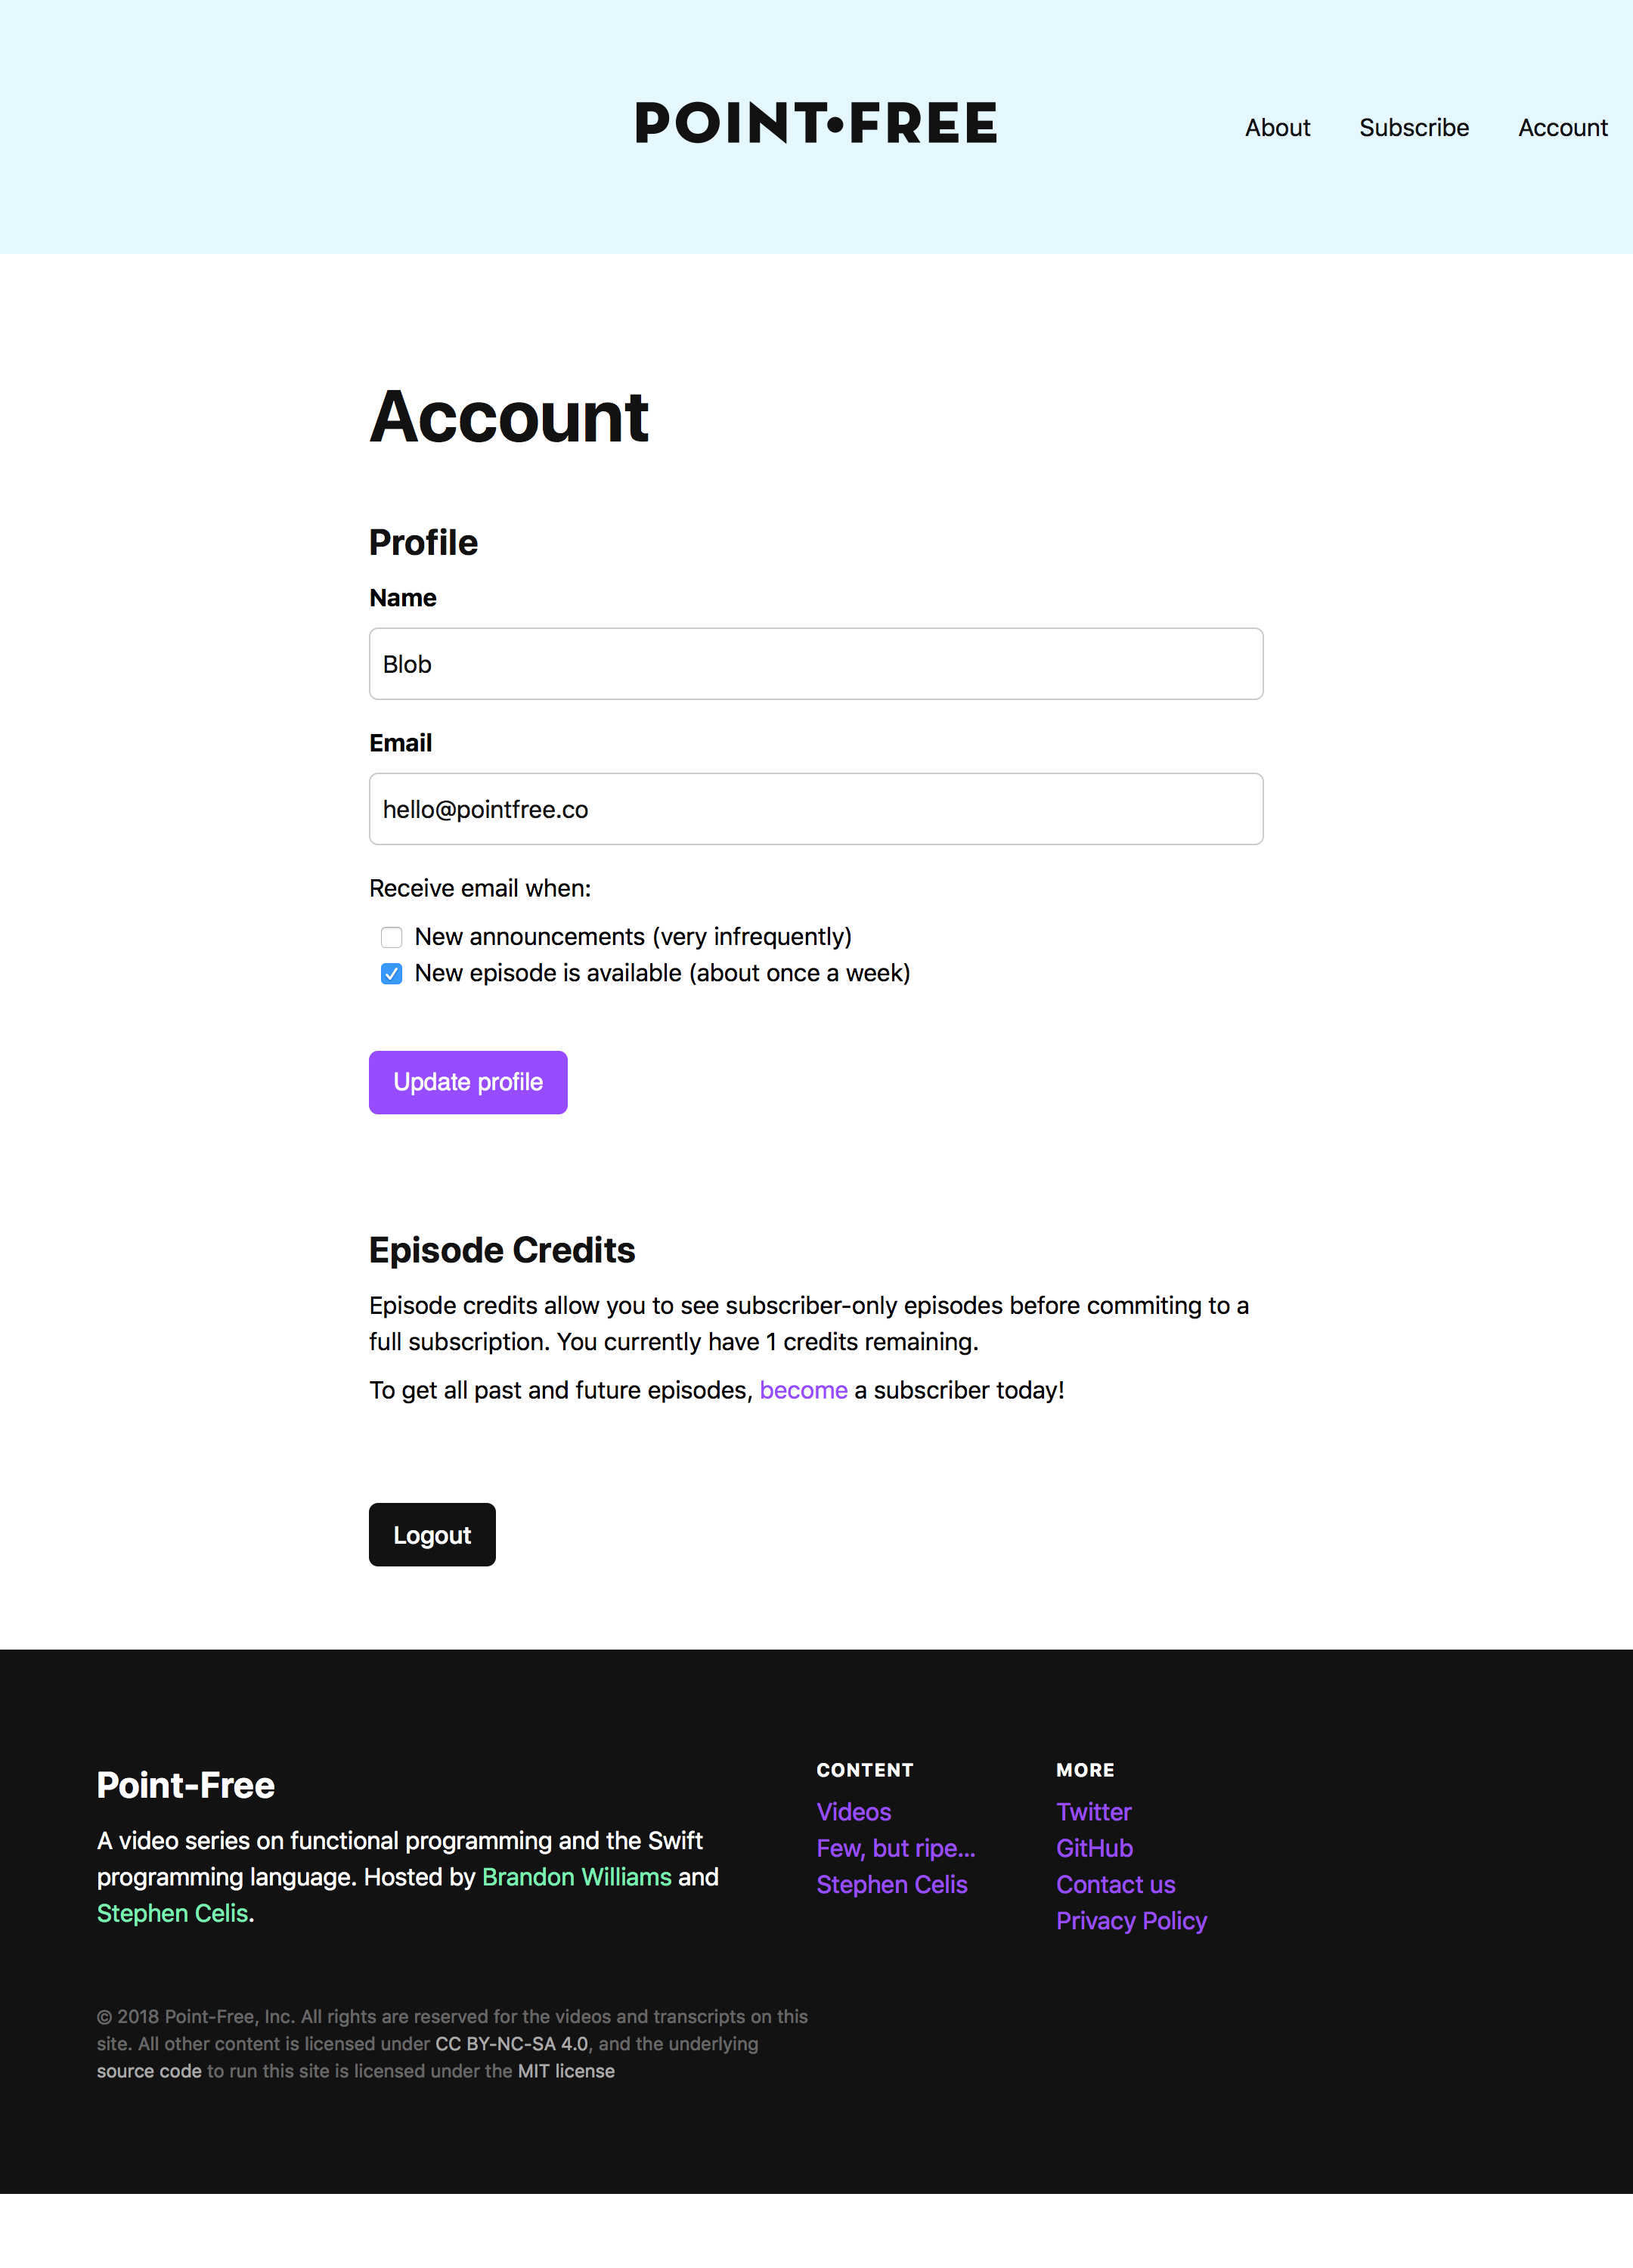 POINT•FREE
About Subscribe Account
Account
Profile
Name
Blob
Email
hello@pointfree.co
Receive email when:
New announcements (very infrequently)
New episode is available (about once a week)
Update profile
Episode Credits
Episode credits allow you to see subscriber-only episodes before commiting to a
full subscription. You currently have 1 credits remaining.
To get all past and future episodes, become a subscriber today!
Logout
Point-Free
A video series on functional programming and the Swift
programming language. Hosted by Brandon Williams and
Stephen Celis.
CONTENT
Videos
Few, but ripe...
Stephen Celis
MORE
Twitter
GitHub
Contact us
Privacy Policy
© 2018 Point-Free, Inc. All rights are reserved for the videos and transcripts on this
site. All other content is licensed under CC BY-NC-SA 4.0, and the underlying
source code to run this site is licensed under the MIT license